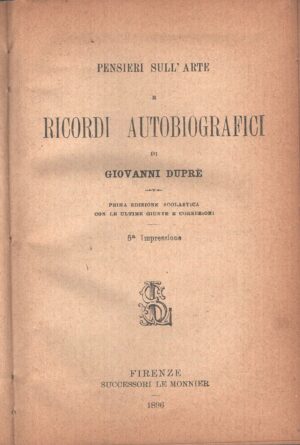 PENSIERI SULL' ARTE
E
RICORDI AUTOBIOGRAFICI
DI
GIOVANNI DUPRÈ
PRIMA EDIZIONE SCOLASTICA
CON LE ULTIME GIUNTE E CORREZIONI
5ª Impressione
FIRENZE
SUCCESSORI LE MONNIER
1896